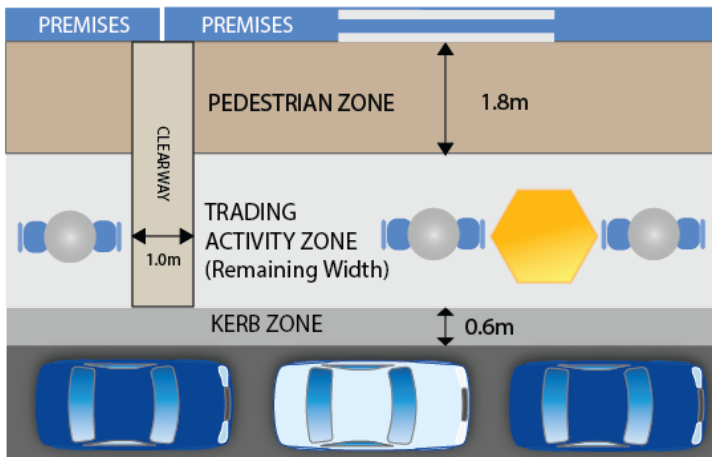 PREMISES
PREMISES
PEDESTRIAN ZONE
1.8m
CLEARWAY
TRADING
ACTIVITY ZONE
(Remaining Width)
1.0m
KERB ZONE
0.6m